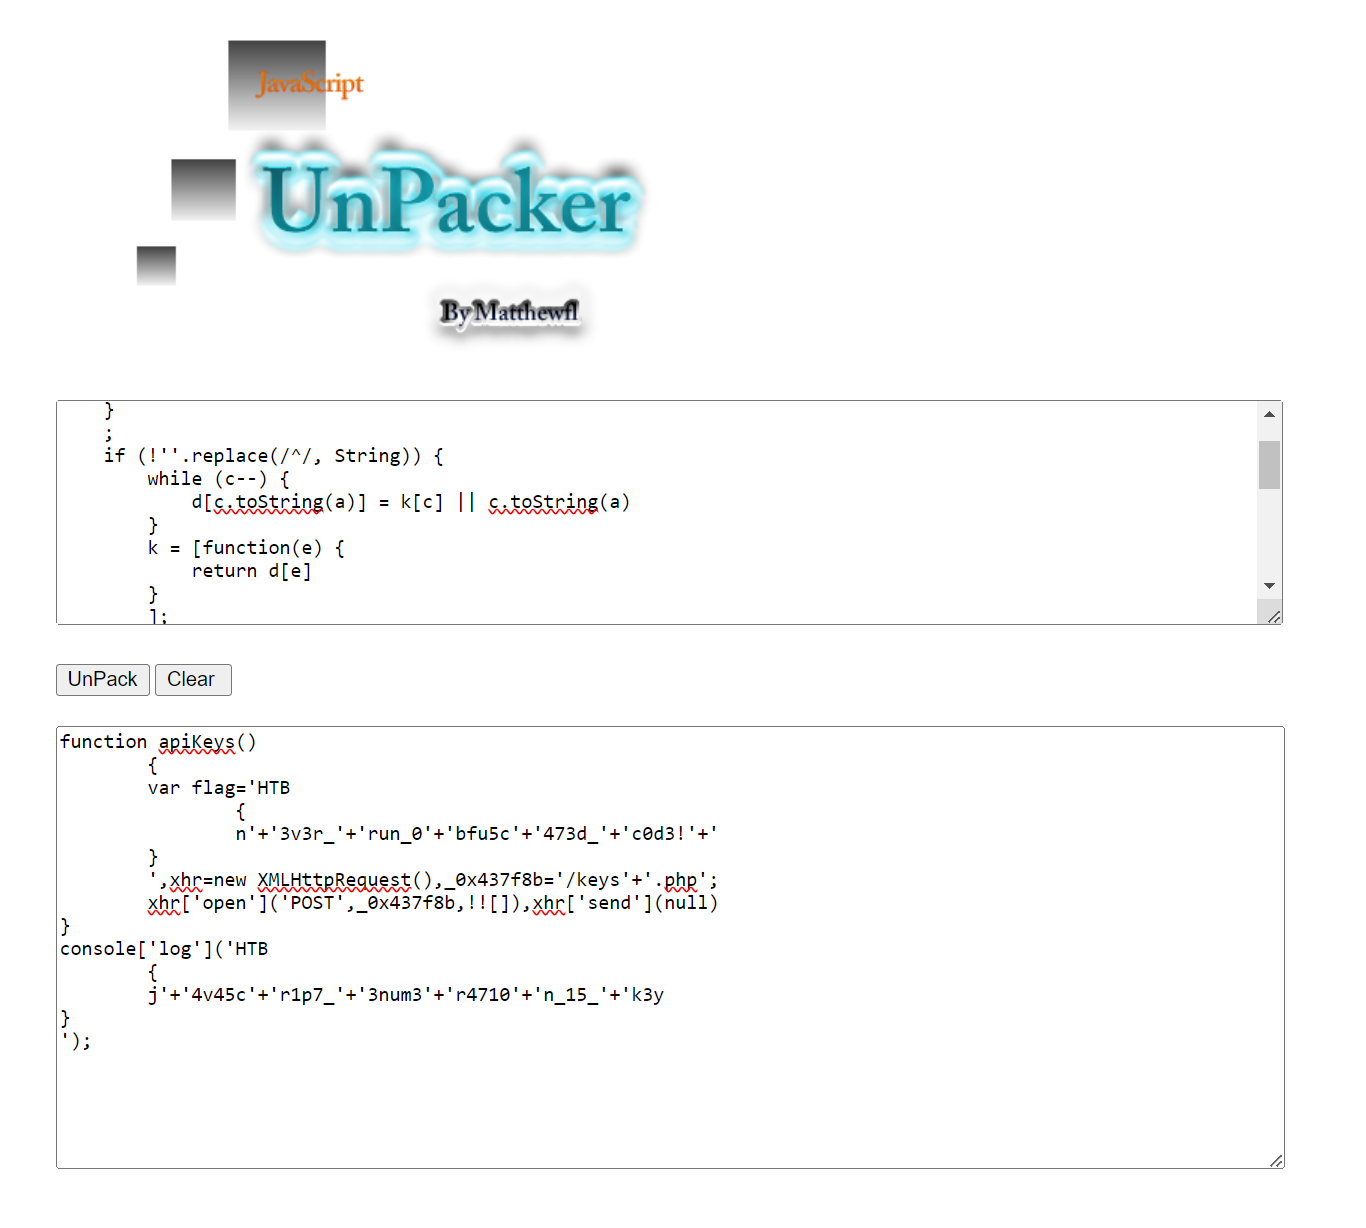 JavaScript
UnPacker
By Matthewfl
}
;
if (!''.replace(/^/, String)) {
while (c--) {
d[c.toString(a)] = k[c] || c.toString(a)
}
k = [function(e) {
return d[e]
}
];
UnPack Clear
function apiKeys()
{
var flag='HTB
{
n'+'3v3r_'+'run_0'+'bfu5c'+'473d_'+'c0d3!'+'
}
',xhr=new XMLHttpRequest(),_0x437f8b='/keys'+'.php';
xhr['open']('POST',_0x437f8b,!![]),xhr['send'](null)
}
console['log']('HTB
{
j'+'4v45c'+'r1p7_'+'3num3'+'r4710'+'n_15_'+'k3y
}
');